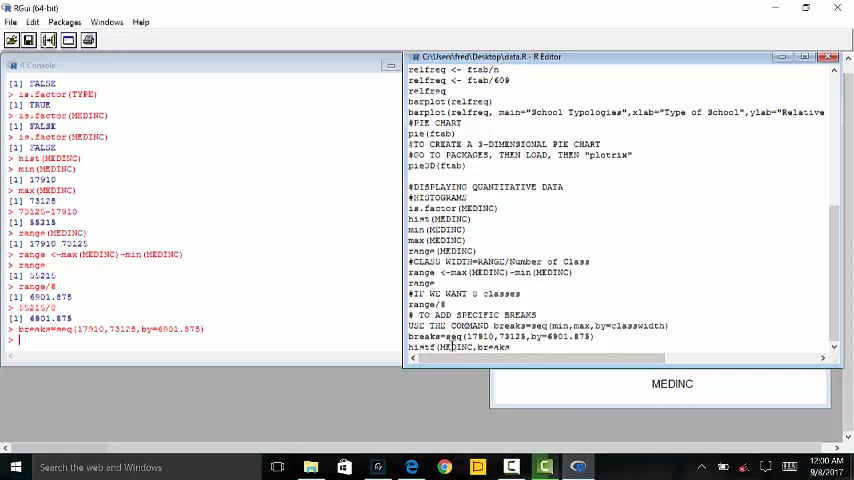 RGui (64-bit)
File Edit Packages Windows Help
R Console
[1] FALSE
> is.factor(TYPE)
[1] TRUE
> is.factor(MEDINC)
[1] FALSE
> is.factor(MEDINC)
[1] FALSE
> hist(MEDINC)
> min(MEDINC)
[1] 17910
> max(MEDINC)
[1] 73125
> 73125-17910
[1] 55215
> range(MEDINC)
[1] 17910 73125
> range <-max(MEDINC)-min(MEDINC)
> range
[1] 55215
> range/8
[1] 6901.875
> 55215/8
[1] 6901.875
> breaks=seq(17910,73125,by=6901.875)
>
C:\Users\fred\Desktop\data.R - R Editor
relfreq <- ftab/n
relfreq <- ftab/609
relfreq
barplot(relfreq)
barplot(relfreq, main="School Typologies",xlab="Type of School",ylab="Relative
#PIE CHART
pie(ftab)
#TO CREATE A 3-DIMENSIONAL PIE CHART
#GO TO PACKAGES, THEN LOAD, THEN "plotrix"
pie3D(ftab)
#DISPLAYING QUANTITATIVE DATA
#HISTOGRAMS
is.factor(MEDINC)
hist(MEDINC)
min(MEDINC)
max(MEDINC)
range(MEDINC)
#CLASS WIDTH=RANGE/Number of Class
range <-max(MEDINC)-min(MEDINC)
range
#IF WE WANT 8 classes
range/8
# TO ADD SPECIFIC BREAKS
USE THE COMMAND breaks=seq(min,max,by=classwidth)
breaks=seq(17910,73125,by=6901.875)
histf(MEDINC,breaks
MEDINC
Search the web and Windows
12:00 AM
9/8/2017